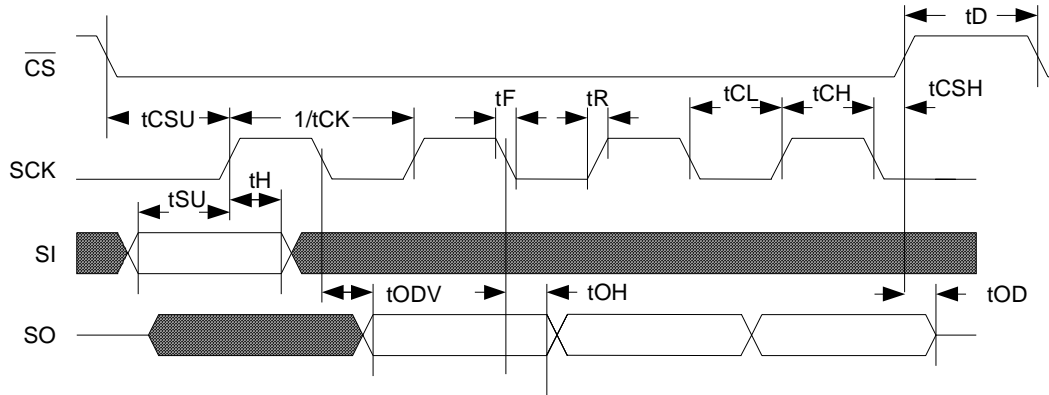 tD
CS
tF
tR
tCL
tCH
tCSH
tCSU
1/tCK
SCK
tH
tSU
SI
tODV
tOH
tOD
SO